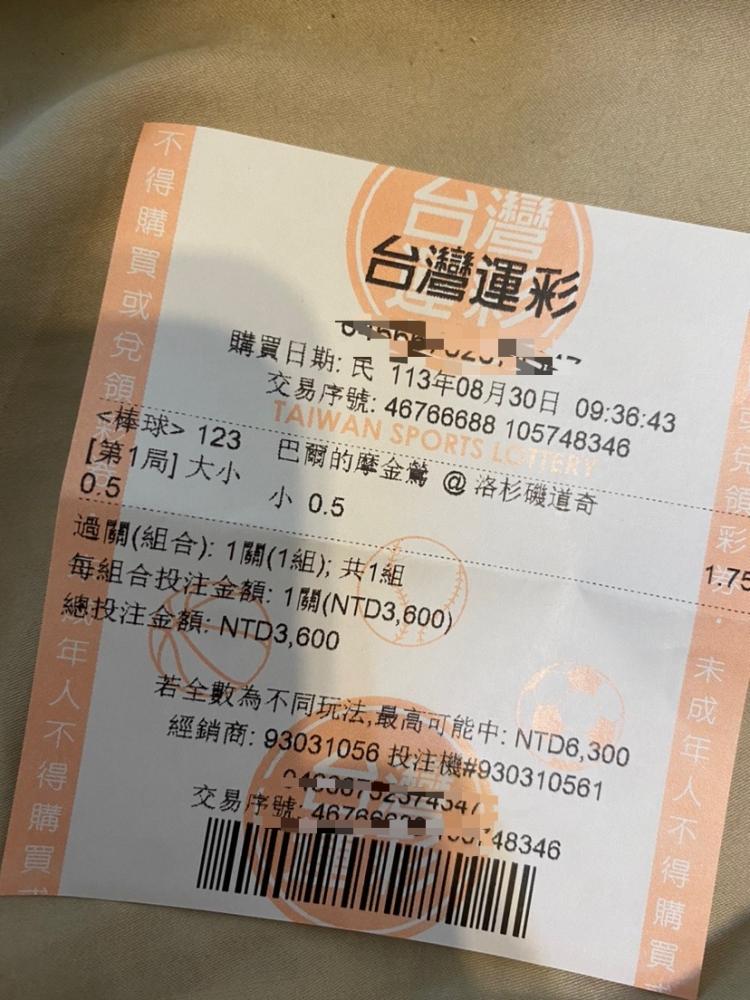 台灣
台灣運彩
購買日期: 民 113年08月30日 09:36:43
交易序號: 46766688 105748346
TAIWAN SPORTS LOTTERY
<棒球> 123 巴爾的摩金鶯 @ 洛杉磯道奇
[第1局] 大小
0.5 小 0.5 1.75
過關(組合): 1關(1組); 共1組
每組合投注金額: 1關(NTD3,600)
總投注金額: NTD3,600
若全數為不同玩法,最高可能中: NTD6,300
經銷商: 93031056 投注機#930310561
交易序號: 48346
不得購買或兌領
年人不得購買
兌領彩券．未成年人不得購買